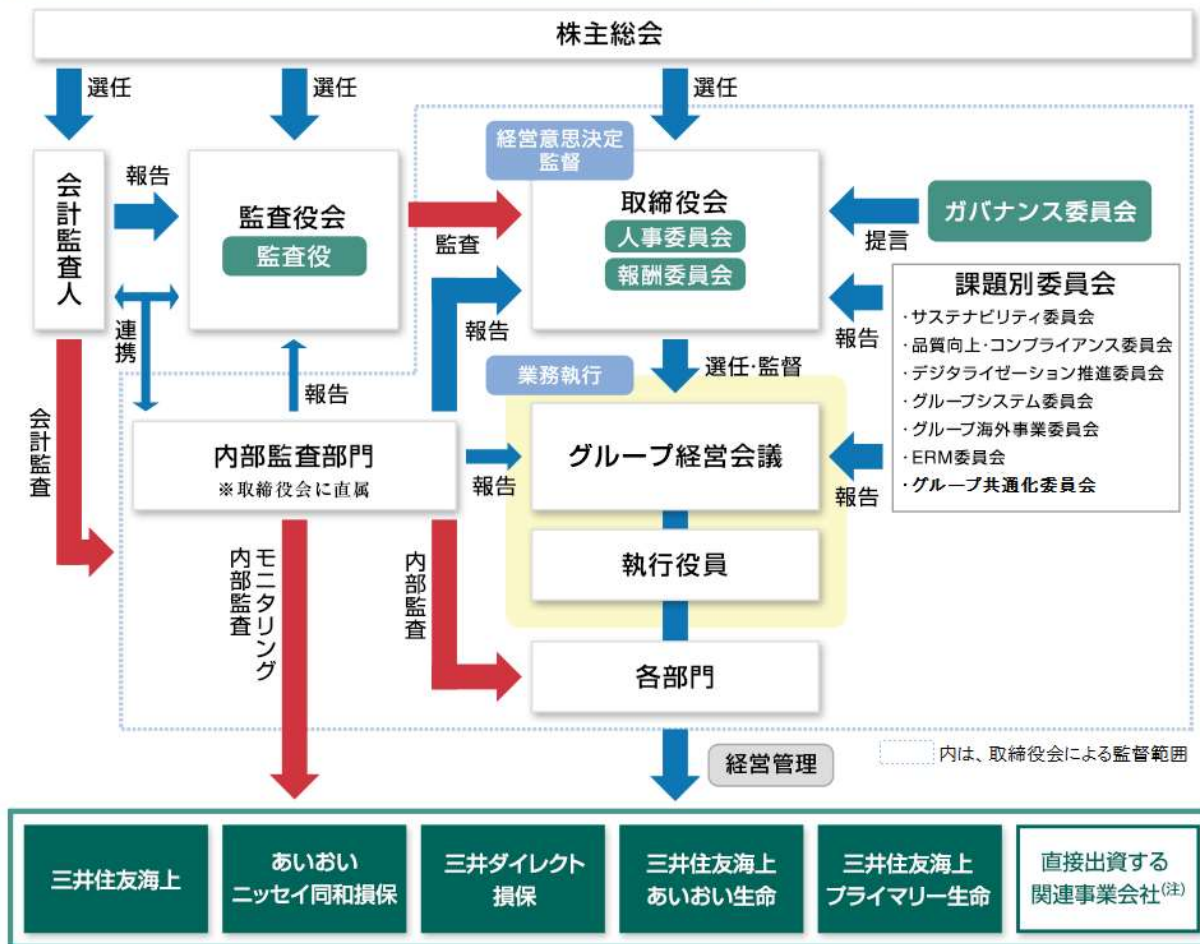 株主総会
選任
選任
選任
経営意思決定
監督
会計監査人
報告
監査役会
監査役
監査
取締役会
人事委員会
報酬委員会
ガバナンス委員会
提言
課題別委員会
・サステナビリティ委員会
・品質向上・コンプライアンス委員会
・デジタライゼーション推進委員会
・グループシステム委員会
・グループ海外事業委員会
・ERM委員会
・グループ共通化委員会
報告
報告
連携
報告
報告
選任・監督
業務執行
会計監査
内部監査部門
※取締役会に直属
報告
グループ経営会議
執行役員
モニタリング
内部監査
内部監査
各部門
経営管理
内は、取締役会による監督範囲
三井住友海上
あいおい
ニッセイ同和損保
三井ダイレクト
損保
三井住友海上
あいおい生命
三井住友海上
プライマリー生命
直接出資する
関連事業会社(注)